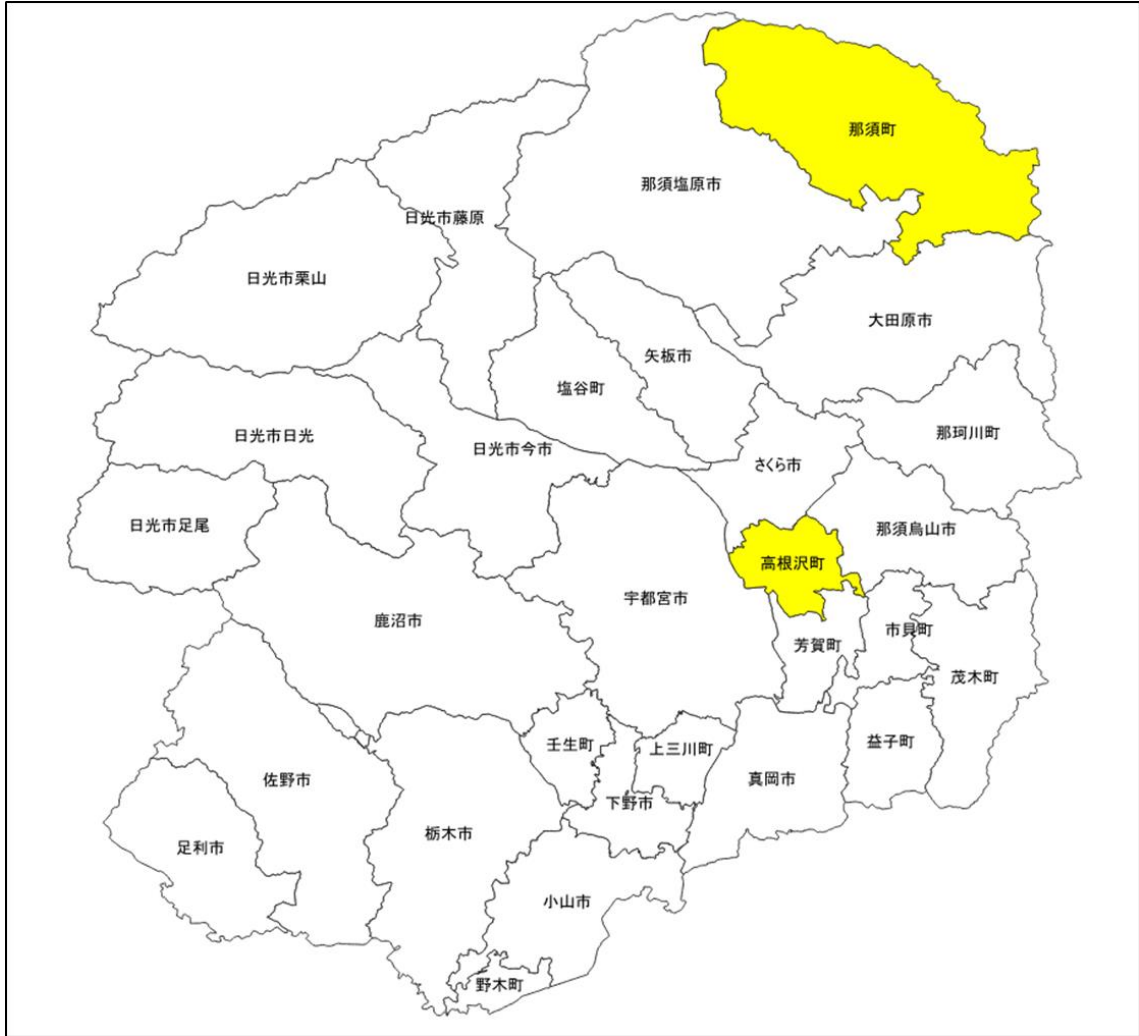 那須町
那須塩原市
日光市藤原
日光市栗山
大田原市
矢板市
塩谷町
那珂川町
日光市日光
日光市今市
さくら市
日光市足尾
那須烏山市
高根沢町
宇都宮市
鹿沼市
市貝町
芳賀町
茂木町
壬生町
上三川町
益子町
佐野市
真岡市
下野市
栃木市
足利市
小山市
野木町